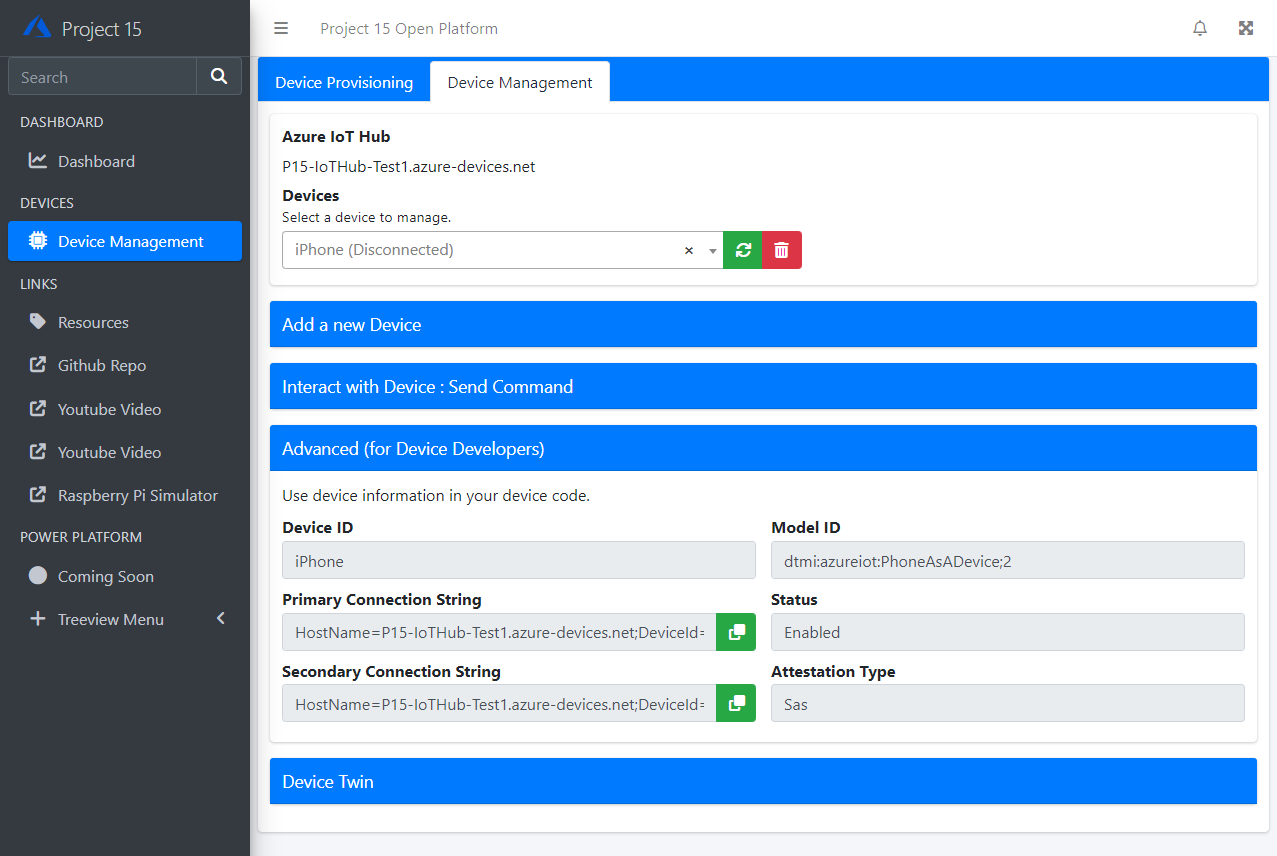 Project 15
Project 15 Open Platform
Search
DASHBOARD
Dashboard
DEVICES
Device Management
LINKS
Resources
Github Repo
Youtube Video
Youtube Video
Raspberry Pi Simulator
POWER PLATFORM
Coming Soon
Treeview Menu
Device Provisioning
Device Management
Azure IoT Hub
P15-IoTHub-Test1.azure-devices.net
Devices
Select a device to manage.
iPhone (Disconnected)
Add a new Device
Interact with Device : Send Command
Advanced (for Device Developers)
Use device information in your device code.
Device ID
iPhone
Model ID
dtmi:azureiot:PhoneAsADevice;2
Primary Connection String
HostName=P15-IoTHub-Test1.azure-devices.net;DeviceId=
Status
Enabled
Secondary Connection String
HostName=P15-IoTHub-Test1.azure-devices.net;DeviceId=
Attestation Type
Sas
Device Twin